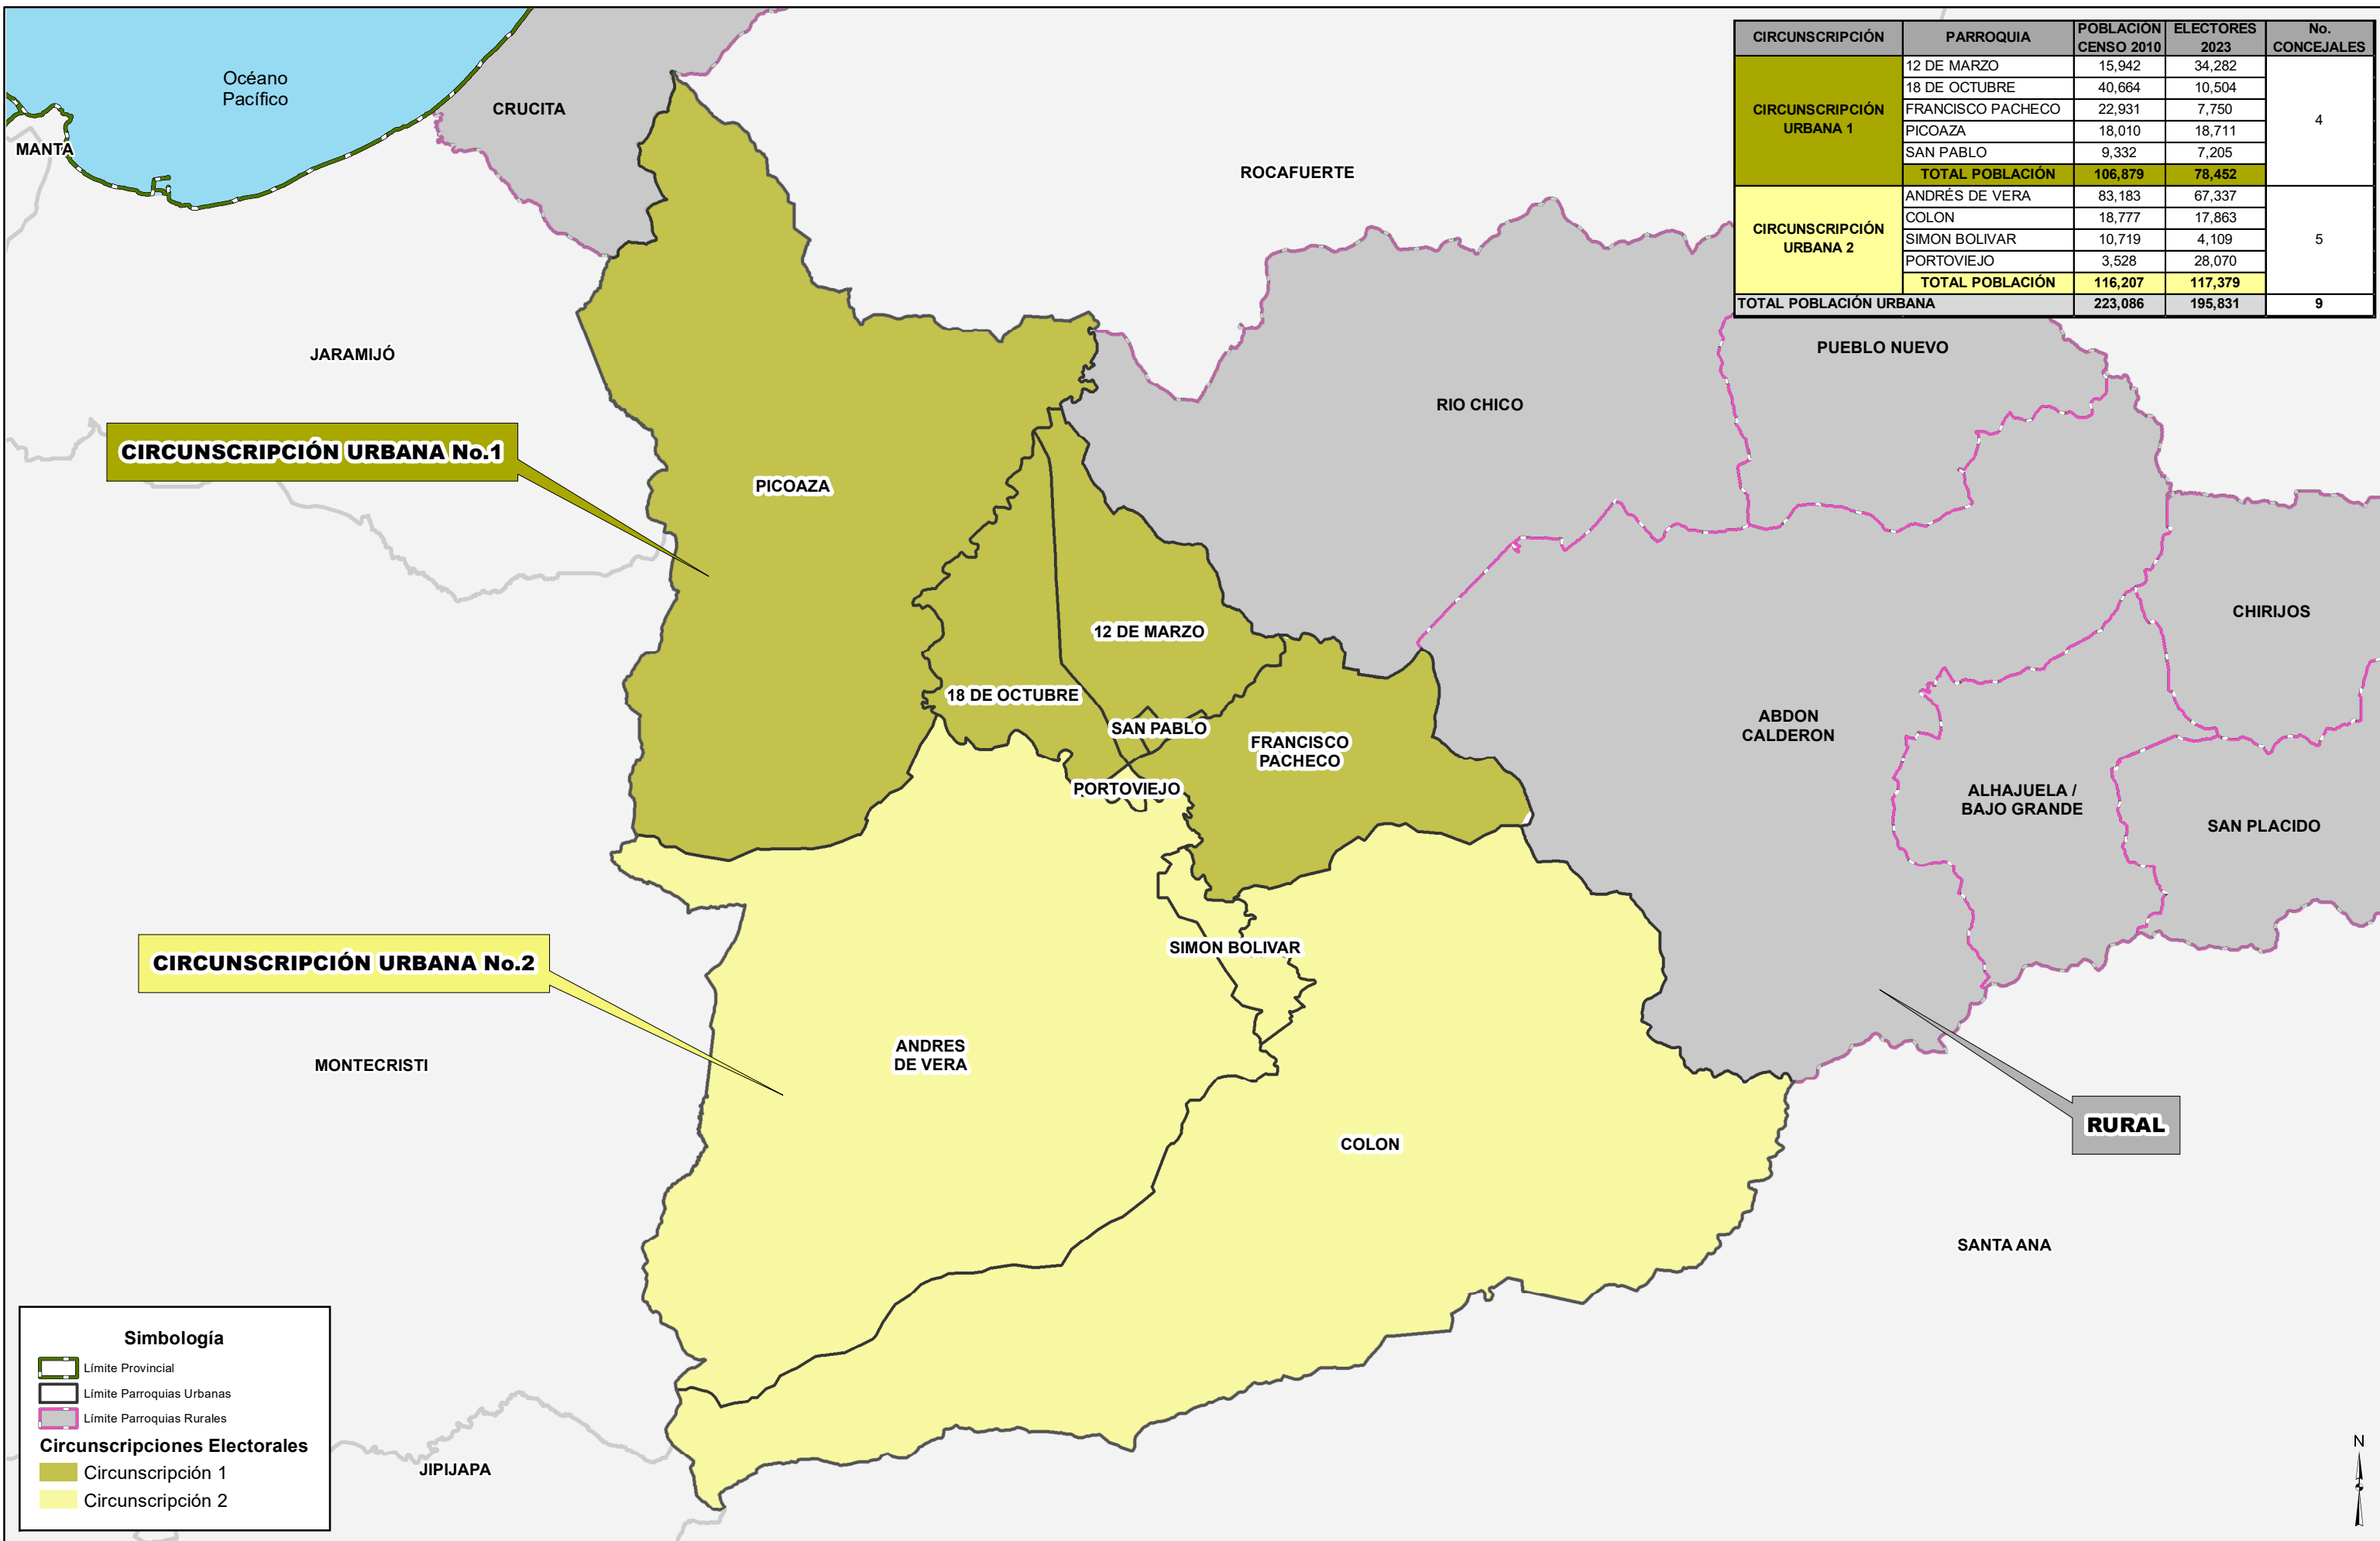 Océano
Pacífico
MANTA
CRUCITA
ROCAFUERTE
JARAMIJÓ
CIRCUNSCRIPCIÓN PARROQUIA POBLACIÓN CENSO 2010 ELECTORES 2023 No. CONCEJALES
CIRCUNSCRIPCIÓN URBANA 1 4
12 DE MARZO 15,942 34,282
18 DE OCTUBRE 40,664 10,504
FRANCISCO PACHECO 22,931 7,750
PICOAZA 18,010 18,711
SAN PABLO 9,332 7,205
TOTAL POBLACIÓN 106,879 78,452
CIRCUNSCRIPCIÓN URBANA 2 5
ANDRÉS DE VERA 83,183 67,337
COLON 18,777 17,863
SIMON BOLIVAR 10,719 4,109
PORTOVIEJO 3,528 28,070
TOTAL POBLACIÓN 116,207 117,379
TOTAL POBLACIÓN URBANA 223,086 195,831 9
PUEBLO NUEVO
RIO CHICO
CIRCUNSCRIPCIÓN URBANA No.1
PICOAZA
12 DE MARZO
CHIRIJOS
18 DE OCTUBRE
SAN PABLO
FRANCISCO
PACHECO
ABDON
CALDERON
PORTOVIEJO
ALHAJUELA /
BAJO GRANDE
SAN PLACIDO
SIMON BOLIVAR
CIRCUNSCRIPCIÓN URBANA No.2
ANDRES
DE VERA
MONTECRISTI
RURAL
COLON
SANTA ANA
JIPIJAPA
Simbología
Límite Provincial
Límite Parroquias Urbanas
Límite Parroquias Rurales
Circunscripciones Electorales
Circunscripción 1
Circunscripción 2
N